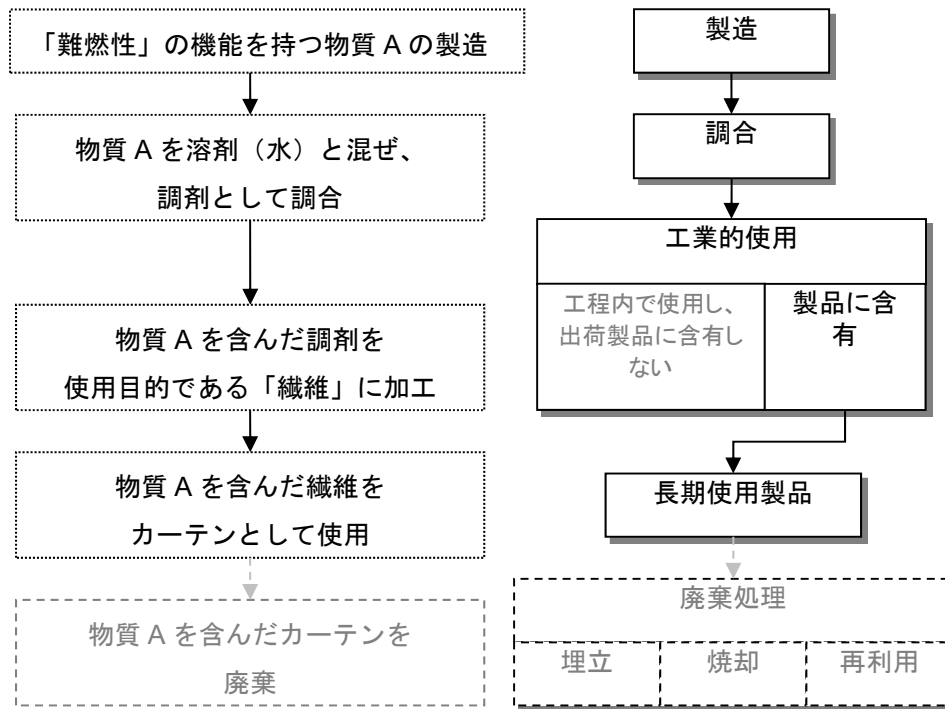 「難燃性」の機能を持つ物質 A の製造
物質 A を溶剤（水）と混ぜ、
調剤として調合
物質 A を含んだ調剤を
使用目的である「繊維」に加工
物質 A を含んだ繊維を
カーテンとして使用
物質 A を含んだカーテンを
廃棄
製造
調合
工業的使用
工程内で使用し、
出荷製品に含有し
ない
製品に含
有
長期使用製品
廃棄処理
埋立
焼却
再利用